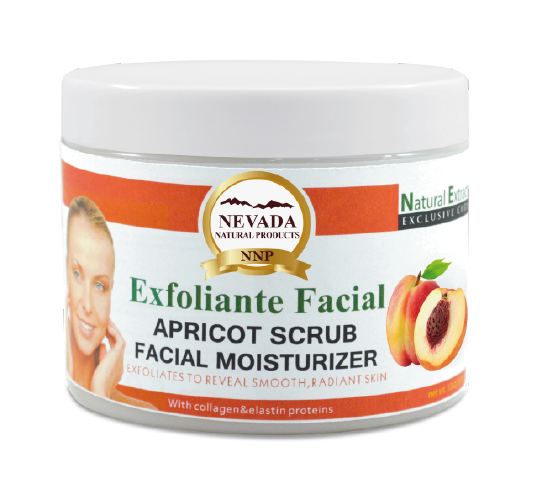 Natural Extract
EXCLUSIVE
NEVADA
NATURAL PRODUCTS
NNP
Exfoliante Facial
APRICOT SCRUB
FACIAL MOISTURIZER
EXFOLIATES TO REVEAL SMOOTH, RADIANT SKIN
With collagen&elastin proteins